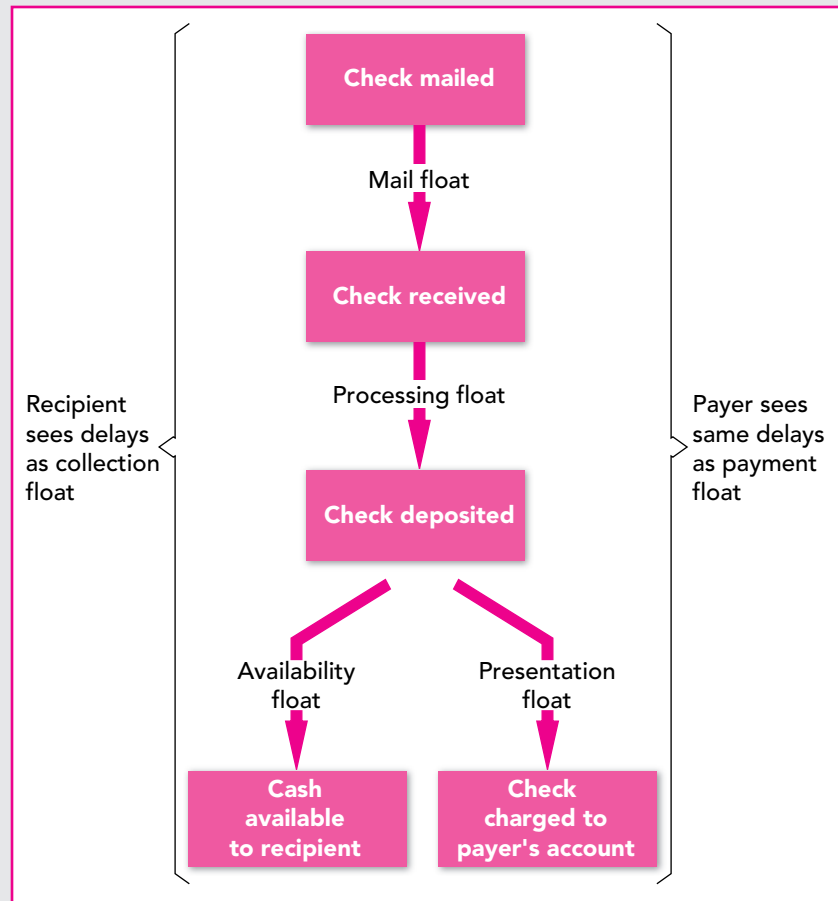 Check mailed
Mail float
Check received
Processing float
Recipient
sees delays
as collection
float
Payer sees
same delays
as payment
float
Check deposited
Availability
float
Presentation
float
Cash
available
to recipient
Check
charged to
payer's account